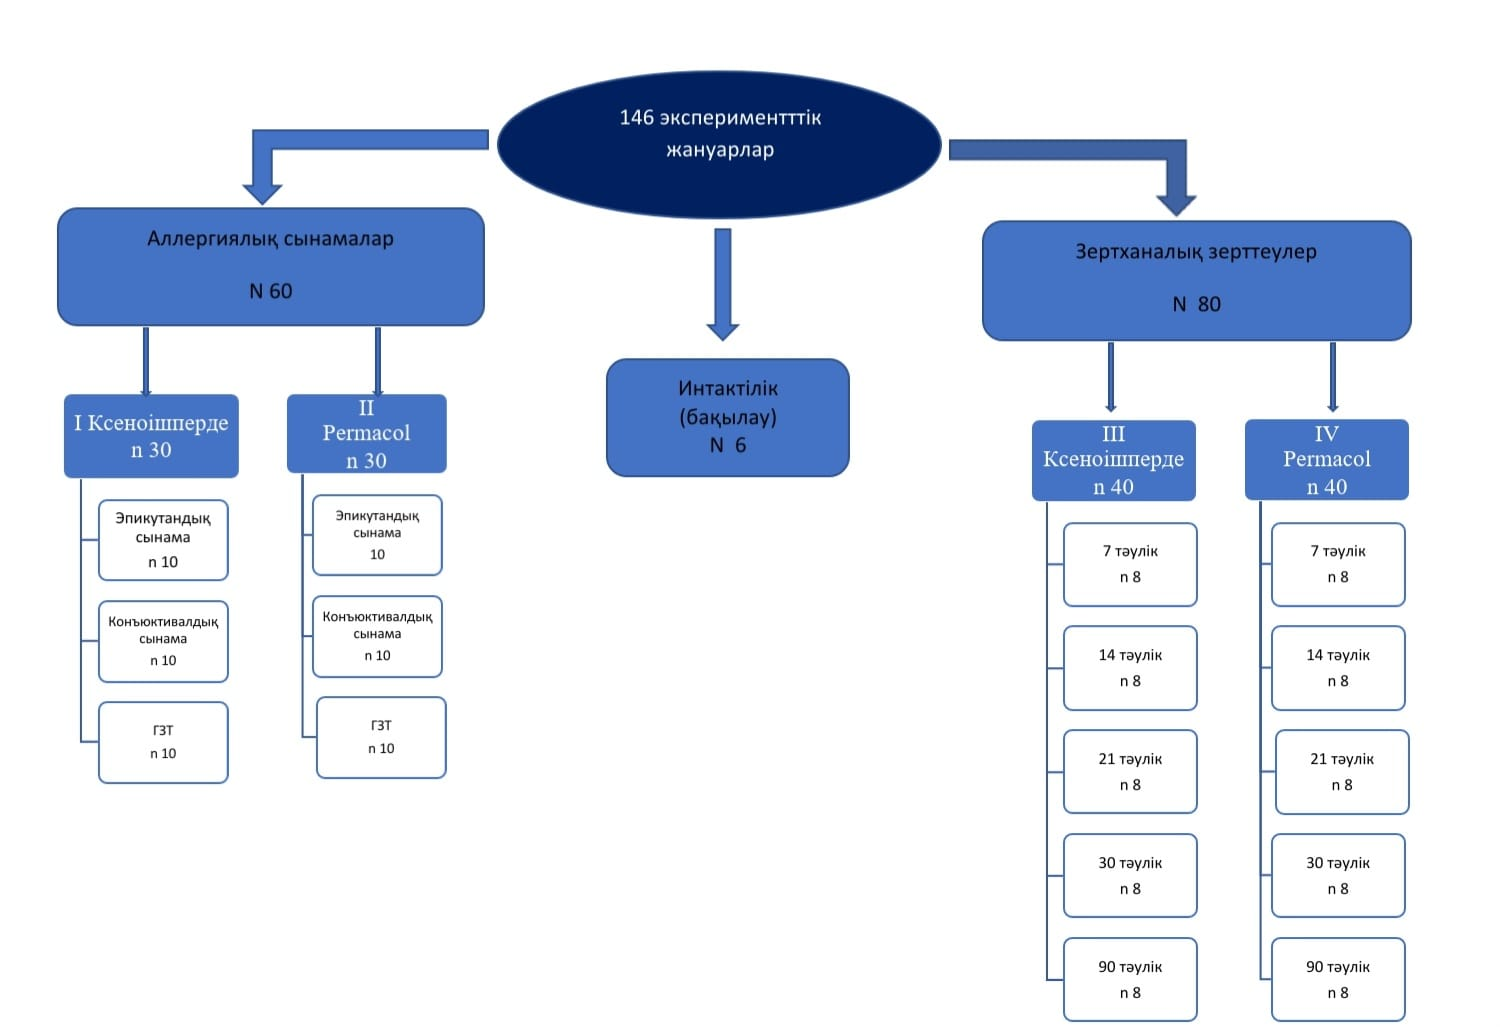 146 экспериментттік
жануарлар
Аллергиялық сынамалар
N 60
I Ксеноішперде
n 30
II
Permacol
n 30
Эпикутандық
сынама
n 10
Конъюктивалдық
сынама
n 10
ГЗТ
n 10
Эпикутандық
сынама
10
Конъюктивалдық
сынама
n 10
ГЗТ
n 10
Интактілік
(бақылау)
N 6
Зертханалық зерттеулер
N 80
III
Ксеноішперде
n 40
IV
Permacol
n 40
7 тәулік
n 8
14 тәулік
n 8
21 тәулік
n 8
30 тәулік
n 8
90 тәулік
n 8
7 тәулік
n 8
14 тәулік
n 8
21 тәулік
n 8
30 тәулік
n 8
90 тәулік
n 8